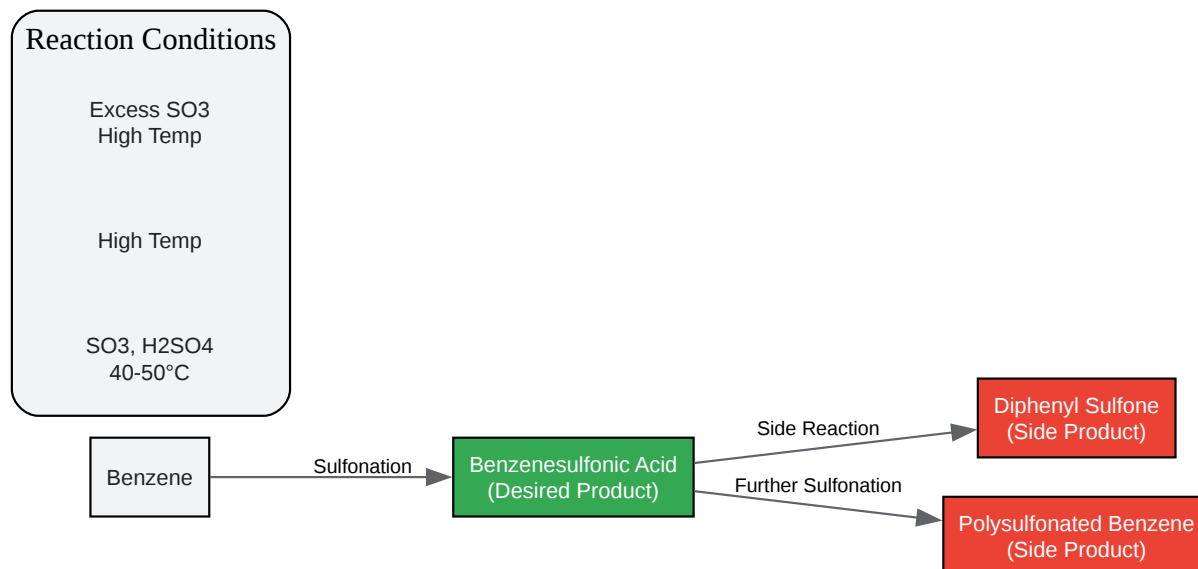 Reaction Conditions
Excess SO3
High Temp
High Temp
SO3, H2SO4
40-50°C
Benzene
Sulfonation
Benzenesulfonic Acid
(Desired Product)
Side Reaction
Further Sulfonation
Diphenyl Sulfone
(Side Product)
Polysulfonated Benzene
(Side Product)